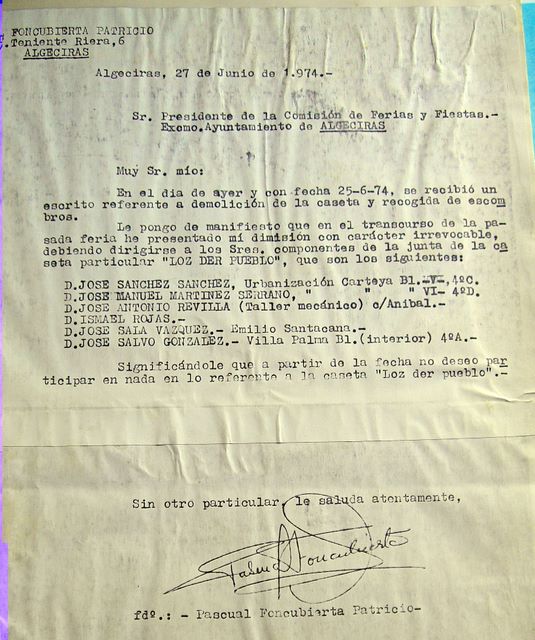 FONCUBIERTA PATRICIO
.Teniente Riera,6
ALGECIRAS
Algeciras, 27 de Junio de 1.974.-
Sr. Presidente de la Comisión de Ferias y Fiestas.-
Excmo.Ayuntamiento de ALGECIRAS
Muy Sr. mío:
En el dia de ayer y con fecha 25-6-74, se recibió un
escrito referente a demolición de la caseta y recogida de escom
bros.
Le pongo de manifiesto que en el transcurso de la pa-
sada feria he presentado mi dimisión con carácter irrevocable,
debiendo dirigirse a los Sres. componentes de la junta de la ca
seta particular "LOZ DER PUEBLO", que son los siguientes:
D.JOSE SANCHEZ SANCHEZ, Urbanización Carteya Bl.-V-,4ºC.
D.JOSE MANUEL MARTINEZ SERRANO, " " VI- 4ºD.
D.JOSE ANTONIO REVILLA (Taller mecánico) c/Anibal.-
D.ISMAEL ROJAS.-
D.JOSE SALA VAZQUEZ.- Emilio Santacana.-
D.JOSE SALVO GONZALEZ.- Villa Palma Bl.(interior) 4ºA.-
Significándole que a partir de la fecha no deseo par
ticipar en nada en lo referente a la caseta "Loz der pueblo".-
Sin otro particular, le saluda atentamente,
Pascual Foncubierta
fdº.: - Pascual Foncubierta Patricio-